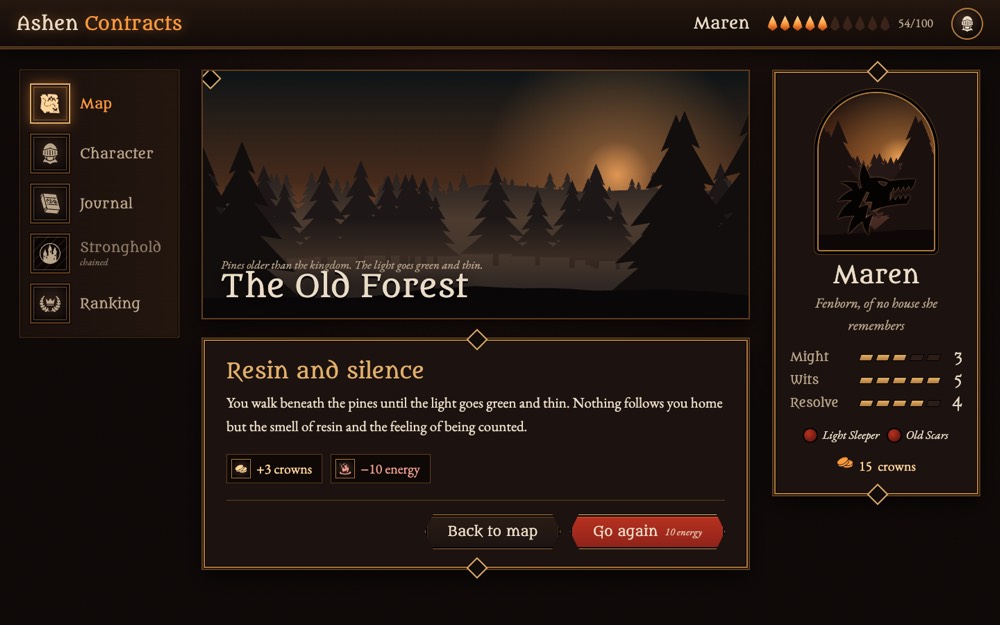 Ashen Contracts
Maren
54/100
Map
Character
Journal
Stronghold
chained
Ranking
Pines older than the kingdom. The light goes green and thin.
The Old Forest
Resin and silence
You walk beneath the pines until the light goes green and thin. Nothing follows you home
but the smell of resin and the feeling of being counted.
+3 crowns
−10 energy
Back to map
Go again 10 energy
Maren
Fenborn, of no house she
remembers
Might 3
Wits 5
Resolve 4
Light Sleeper Old Scars
15 crowns